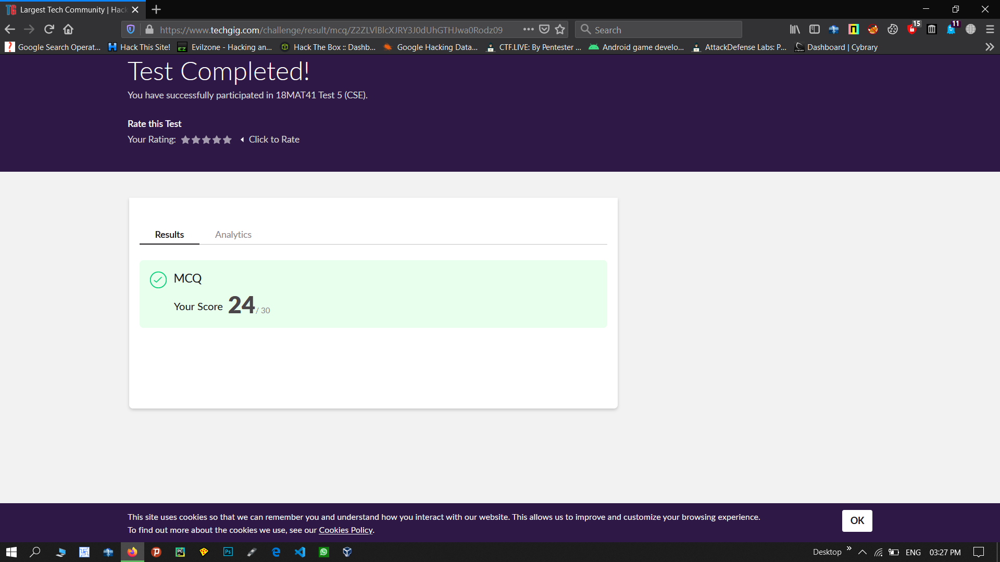 Largest Tech Community | Hack
https://www.techgig.com/challenge/result/mcq/
Search
15
11
Google Search Operat...
Hack This Site!
Evilzone - Hacking an...
Hack The Box :: Dashb...
Google Hacking Data...
CTF.LIVE: By Pentester ...
Android game develo...
AttackDefense Labs: P...
Dashboard | Cybrary
Test Completed!
You have successfully participated in 18MAT41 Test 5 (CSE).
Rate this Test
Your Rating:
Click to Rate
Results
Analytics
MCQ
Your Score 24 / 30
This site uses cookies so that we can remember you and understand how you interact with our website. This allows us to improve and customize your browsing experience.
To find out more about the cookies we use, see our Cookies Policy.
OK
Desktop
ENG
03:27 PM